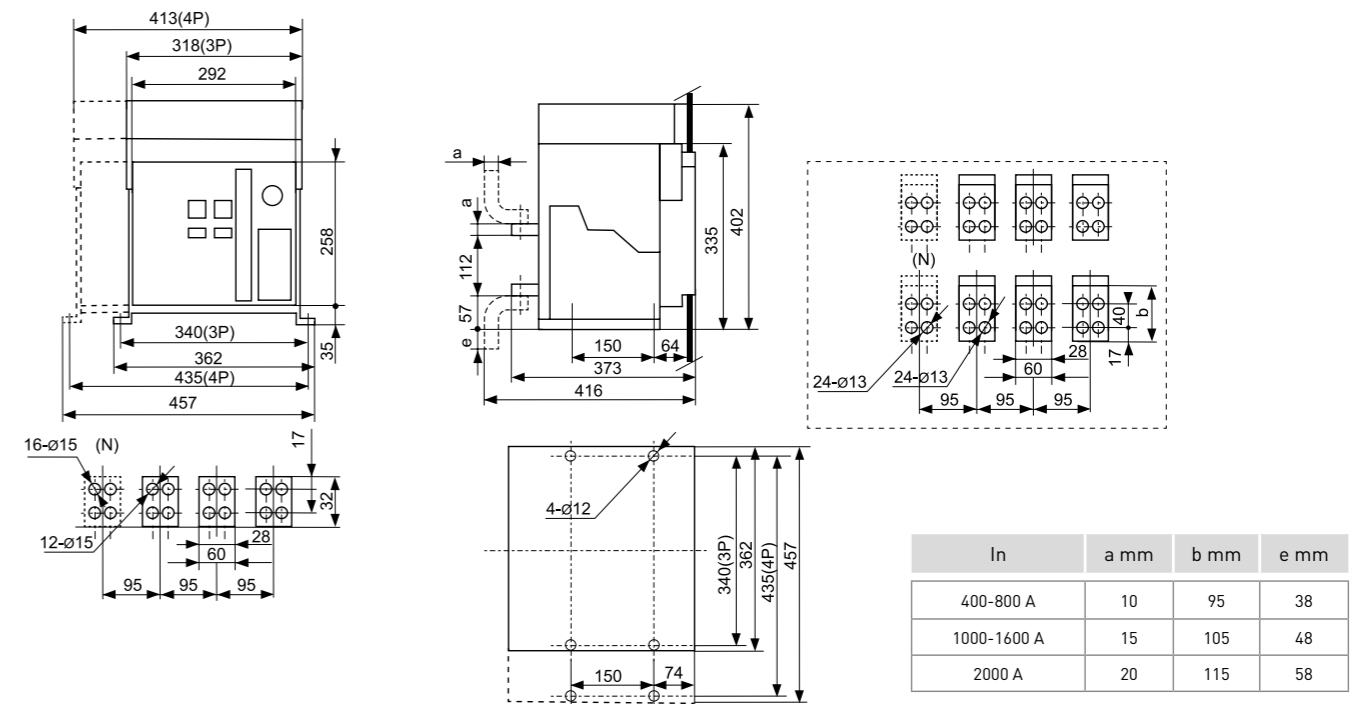 413(4P)
318(3P)
292
258
35
340(3P)
362
435(4P)
457
a
a
112
57
e
335
402
150
64
373
416
(N)
40
b
17
28
60
24-ø13
24-ø13
95
95
95
16-ø15
(N)
17
32
12-ø15
28
60
95
95
95
4-ø12
340(3P)
362
435(4P)
457
150
74
In a mm b mm e mm
400-800 A 10 95 38
1000-1600 A 15 105 48
2000 A 20 115 58